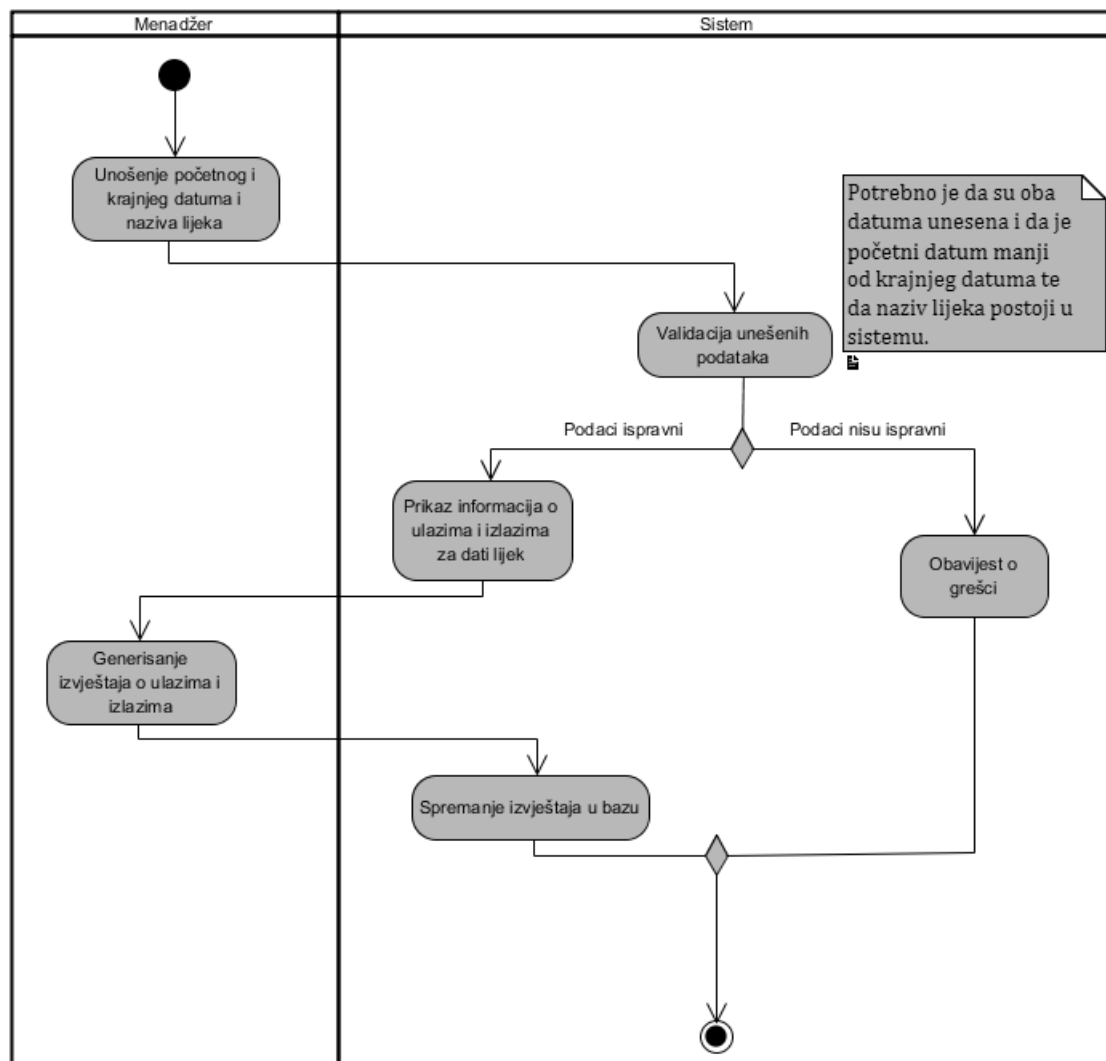 Menadžer
Sistem
Unošenje početnog i
krajnjeg datuma i
naziva lijeka
Potrebno je da su oba
datuma unesena i da je
početni datum manji
od krajnjeg datuma te
da naziv lijeka postoji u
sistemu.
Validacija unešenih
podataka
Podaci ispravni
Podaci nisu ispravni
Prikaz informacija o
ulazima i izlazima
za dati lijek
Obavijest o
grešci
Generisanje
izvještaja o ulazima i
izlazima
Spremanje izvještaja u bazu